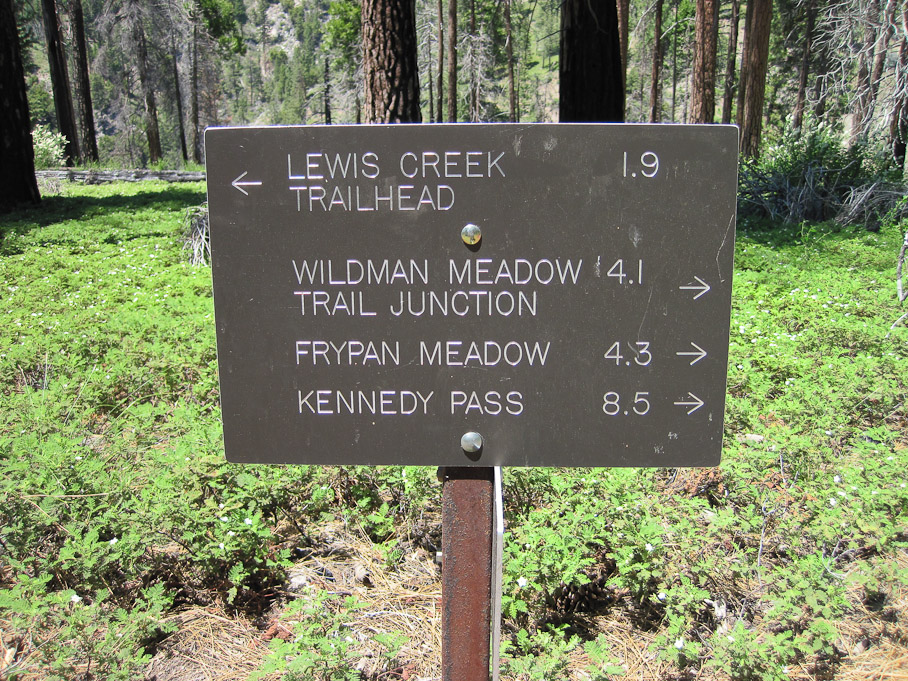 ← LEWIS CREEK 1.9
TRAILHEAD
WILDMAN MEADOW 4.1 →
TRAIL JUNCTION
FRYPAN MEADOW 4.3 →
KENNEDY PASS 8.5 →